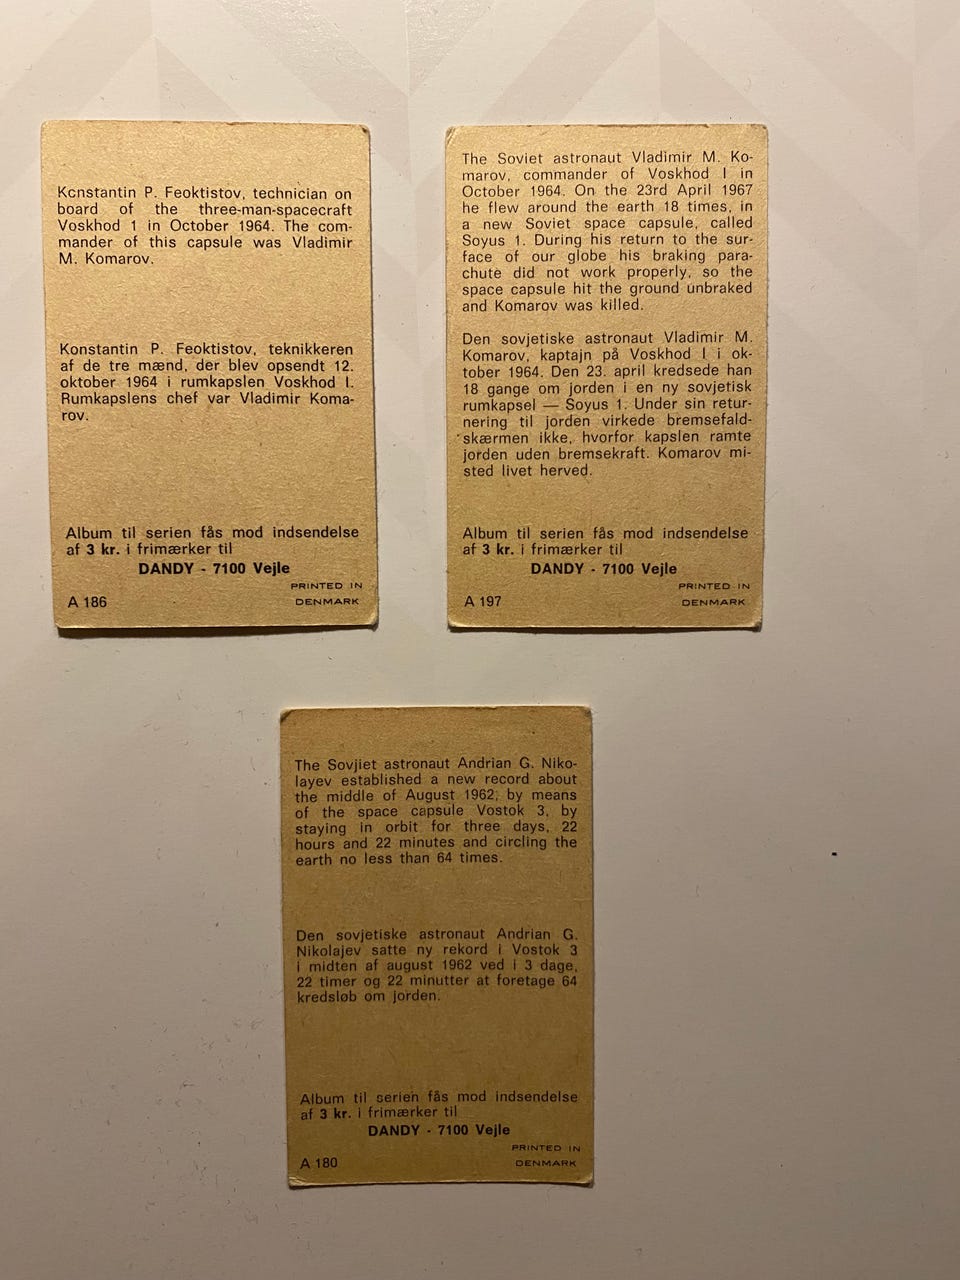 Konstantin P. Feoktistov, technician on
board of the three-man-spacecraft
Voskhod 1 in October 1964. The com-
mander of this capsule was Vladimir
M. Komarov.
Konstantin P. Feoktistov, teknikkeren
af de tre mænd, der blev opsendt 12.
oktober 1964 i rumkapslen Voskhod I.
Rumkapslens chef var Vladimir Koma-
rov.
Album til serien fås mod indsendelse
af 3 kr. i frimærker til
DANDY - 7100 Vejle
PRINTED IN
A 186 DENMARK
The Soviet astronaut Vladimir M. Ko-
marov, commander of Voskhod I in
October 1964. On the 23rd April 1967
he flew around the earth 18 times, in
a new Soviet space capsule, called
Soyus 1. During his return to the sur-
face of our globe his braking para-
chute did not work properly, so the
space capsule hit the ground unbraked
and Komarov was killed.
Den sovjetiske astronaut Vladimir M.
Komarov, kaptajn på Voskhod I i ok-
tober 1964. Den 23. april kredsede han
18 gange om jorden i en ny sovjetisk
rumkapsel — Soyus 1. Under sin retur-
nering til jorden virkede bremsefald-
skærmen ikke, hvorfor kapslen ramte
jorden uden bremsekraft. Komarov mi-
sted livet herved.
Album til serien fås mod indsendelse
af 3 kr. i frimærker til
DANDY - 7100 Vejle
PRINTED IN
A 197 DENMARK
The Sovjiet astronaut Andrian G. Niko-
layev established a new record about
the middle of August 1962, by means
of the space capsule Vostok 3, by
staying in orbit for three days, 22
hours and 22 minutes and circling the
earth no less than 64 times.
Den sovjetiske astronaut Andrian G.
Nikolajev satte ny rekord i Vostok 3
i midten af august 1962 ved i 3 dage,
22 timer og 22 minutter at foretage 64
kredsløb om jorden.
Album til serien fås mod indsendelse
af 3 kr. i frimærker til
DANDY - 7100 Vejle
PRINTED IN
A 180 DENMARK